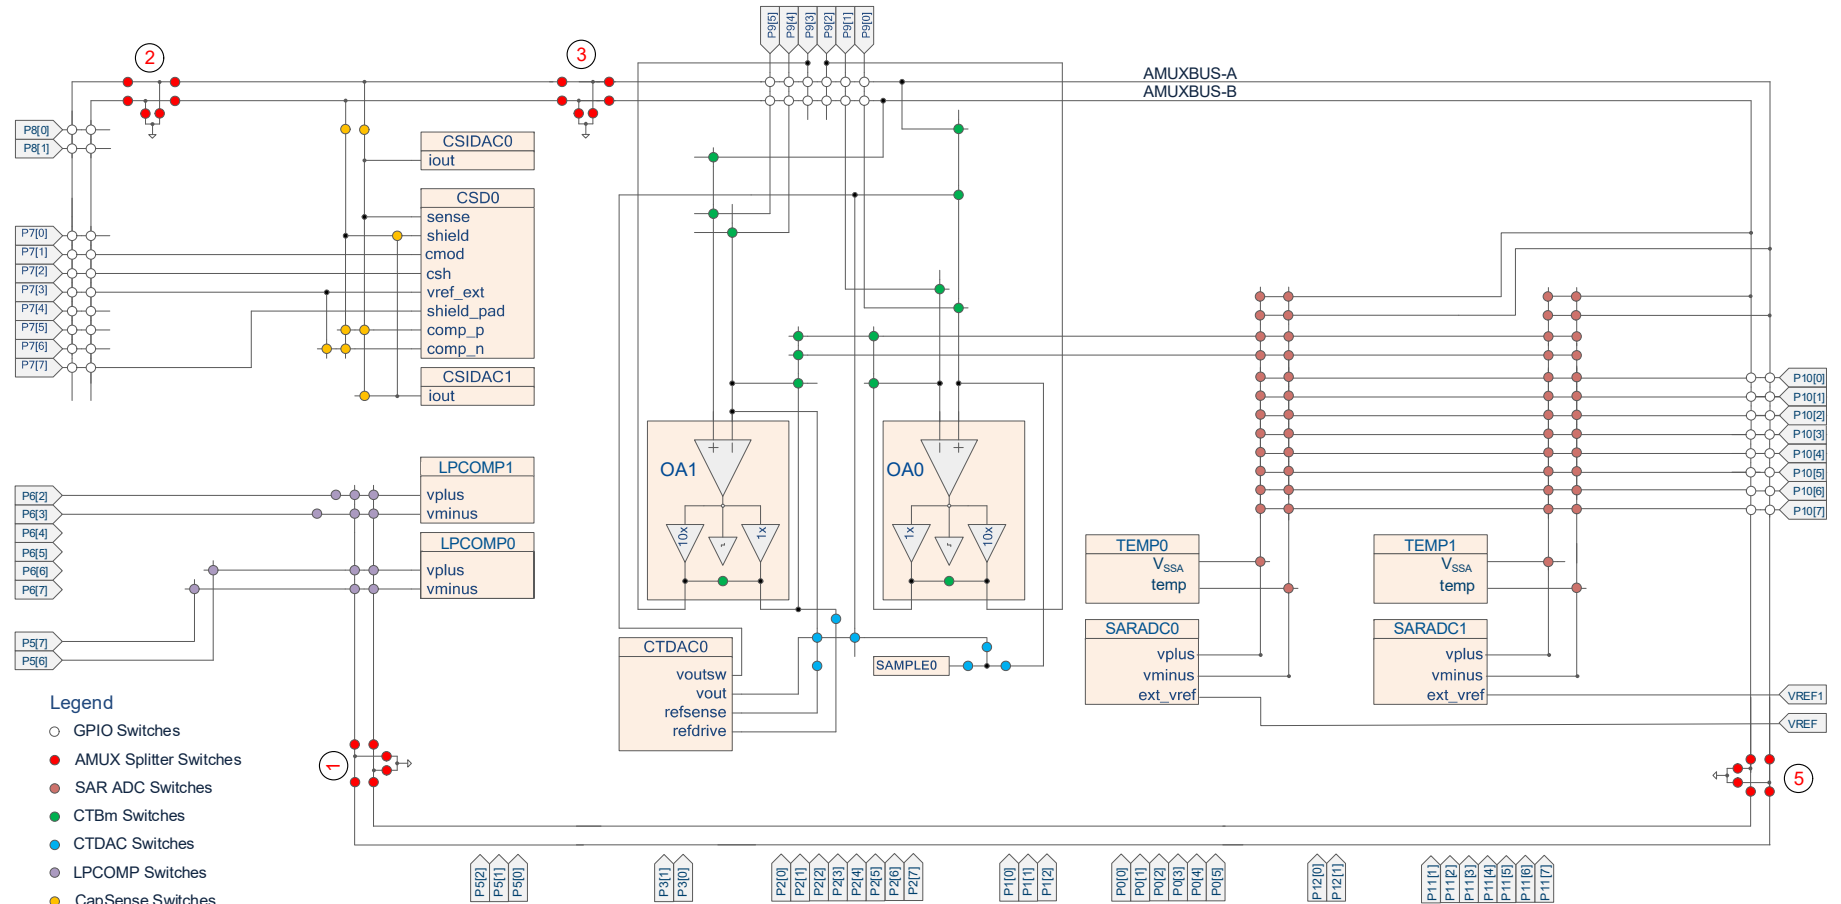 P9[5]
P9[4]
P9[3]
P9[2]
P9[1]
P9[0]
2
3
AMUXBUS-A
AMUXBUS-B
P8[0]
P8[1]
CSIDAC0
iout
CSD0
sense
shield
cmod
csh
vref_ext
shield_pad
comp_p
comp_n
CSIDAC1
iout
P7[0]
P7[1]
P7[2]
P7[3]
P7[4]
P7[5]
P7[6]
P7[7]
P10[0]
P10[1]
P10[2]
P10[3]
P10[4]
P10[5]
P10[6]
P10[7]
LPCOMP1
vplus
vminus
LPCOMP0
vplus
vminus
P6[2]
P6[3]
P6[4]
P6[5]
P6[6]
P6[7]
P5[7]
P5[6]
OA1
+
10x
1x
OA0
+
1x
10x
TEMP0
VSSA
temp
TEMP1
VSSA
temp
SARADC0
vplus
vminus
ext_vref
SARADC1
vplus
vminus
ext_vref
VREF1
VREF
CTDAC0
voutsw
vout
refsense
refdrive
SAMPLE0
1
5
Legend
GPIO Switches
AMUX Splitter Switches
SAR ADC Switches
CTBm Switches
CTDAC Switches
LPCOMP Switches
CapSense Switches
P5[2]
P5[1]
P5[0]
P3[1]
P3[0]
P2[0]
P2[1]
P2[2]
P2[3]
P2[4]
P2[5]
P2[6]
P2[7]
P1[0]
P1[1]
P1[2]
P0[0]
P0[1]
P0[2]
P0[3]
P0[4]
P0[5]
P12[0]
P12[1]
P11[1]
P11[2]
P11[3]
P11[4]
P11[5]
P11[6]
P11[7]